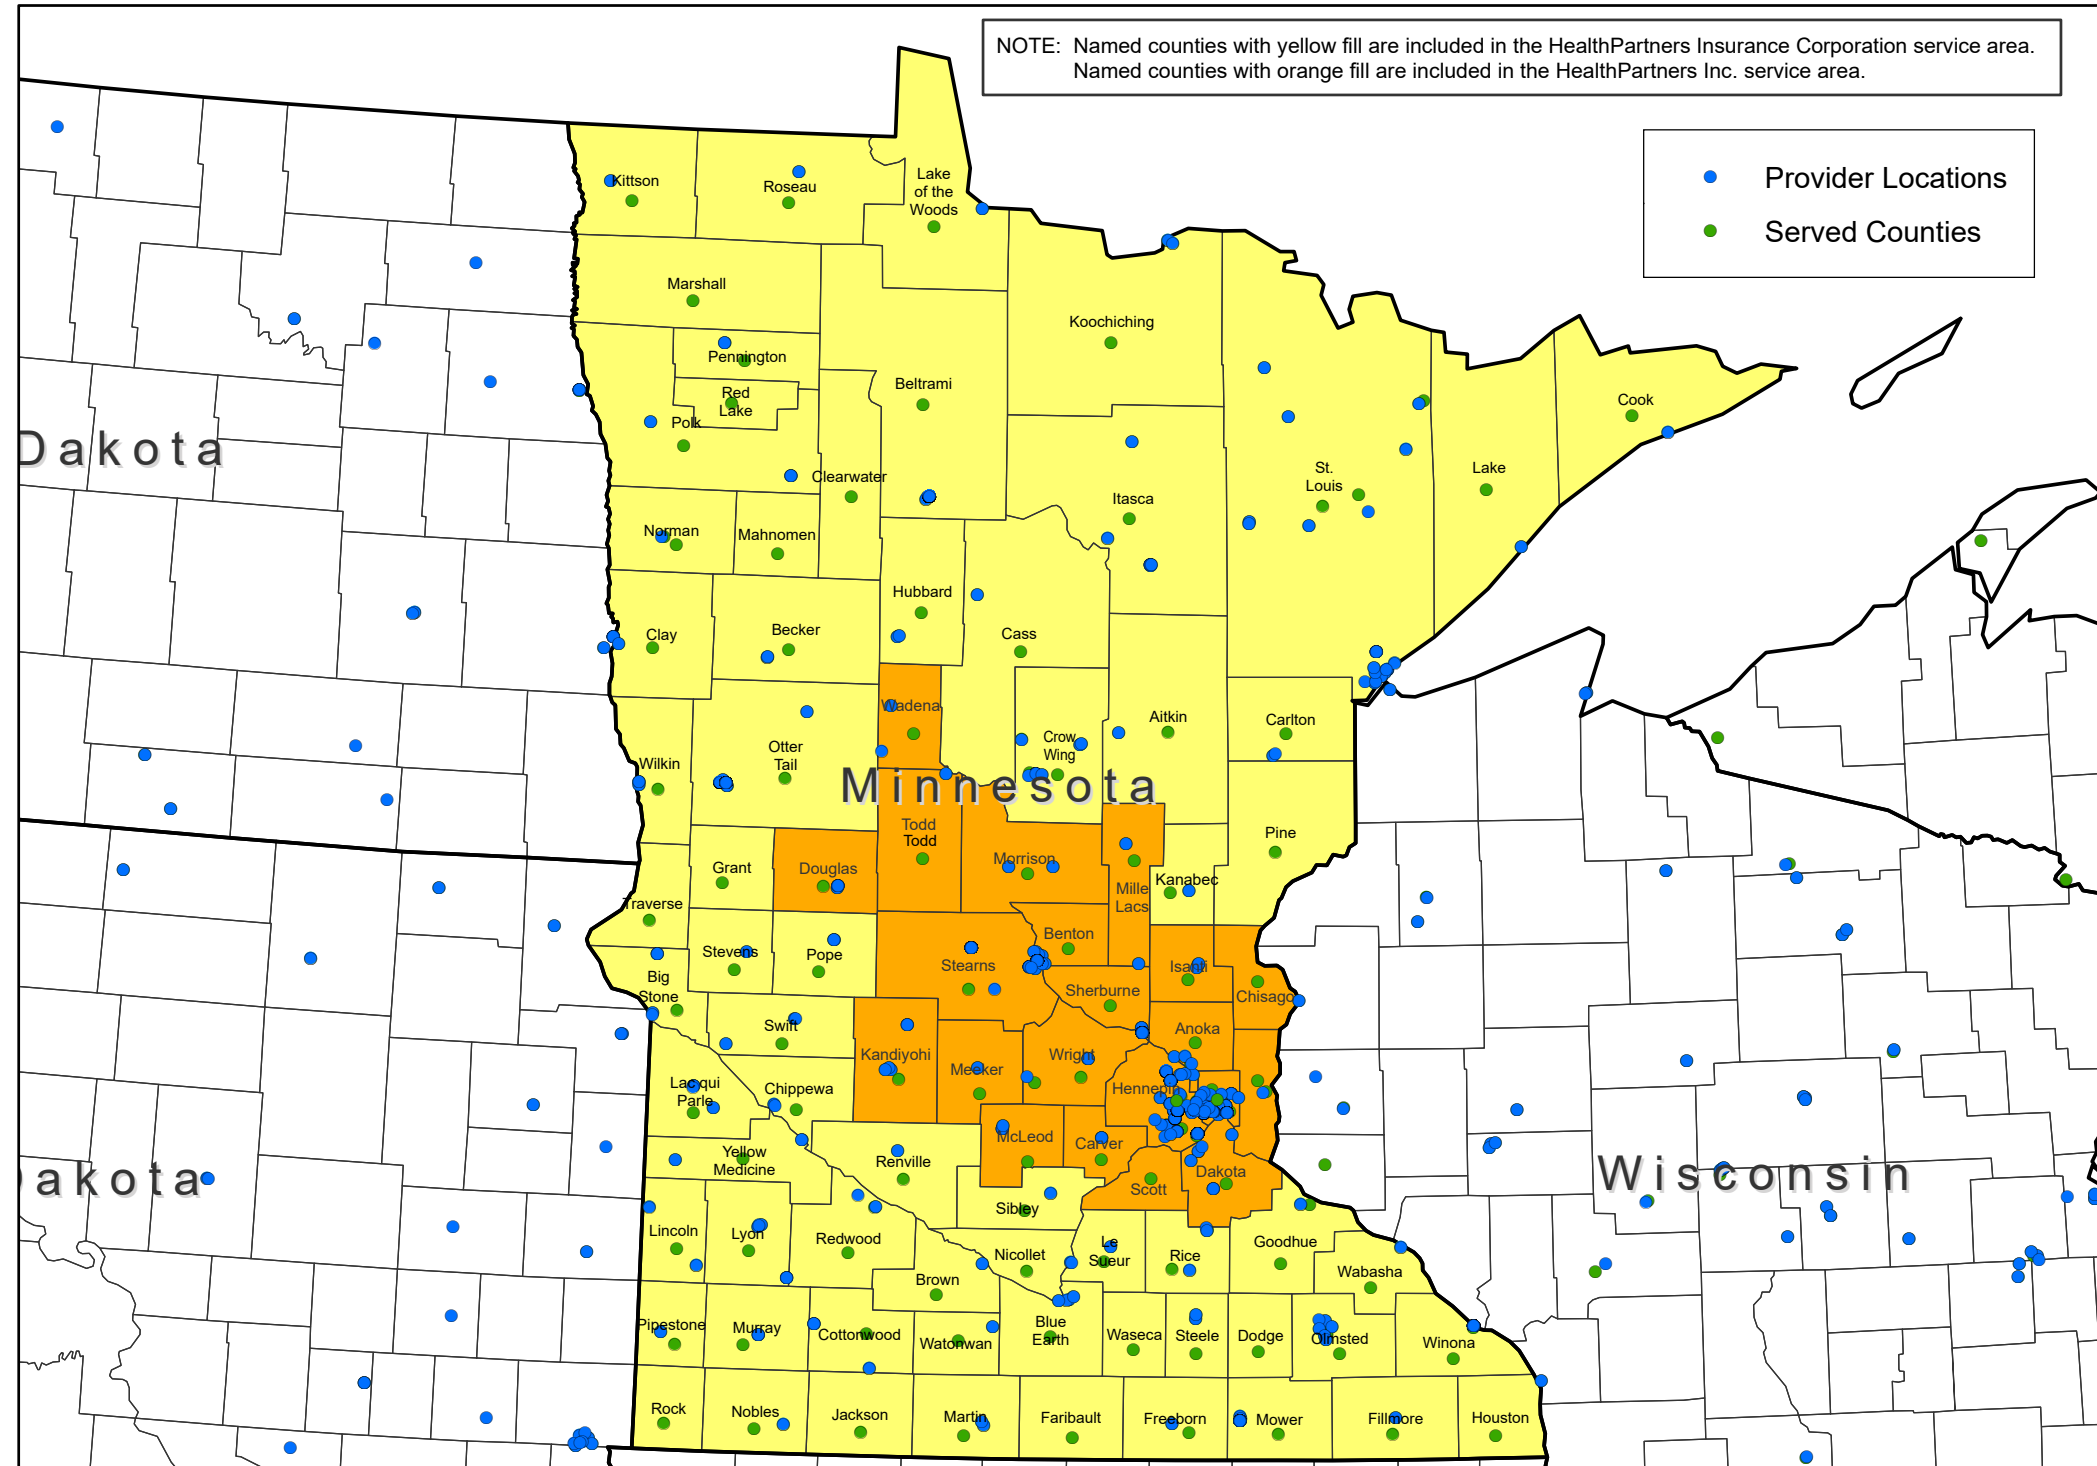 NOTE: Named counties with yellow fill are included in the HealthPartners Insurance Corporation service area.
Named counties with orange fill are included in the HealthPartners Inc. service area.
Provider Locations
Served Counties
Kittson
Roseau
Lake
of the
Woods
Marshall
Koochiching
Pennington
Red
Lake
Beltrami
Polk
Cook
Dakota
Clearwater
St.
Louis
Lake
Itasca
Norman
Mahnomen
Hubbard
Clay
Becker
Cass
Wadena
Aitkin
Carlton
Otter
Tail
Crow
Wing
Wilkin
Minnesota
Todd
Todd
Pine
Grant
Douglas
Morrison
Kanabec
Mille
Lacs
Traverse
Benton
Stevens
Pope
Stearns
Isanti
Big
Stone
Sherburne
Chisago
Swift
Anoka
Kandiyohi
Meeker
Wright
Lac qui
Parle
Chippewa
Hennepin
McLeod
Carver
Yellow
Medicine
Renville
Dakota
Scott
Dakota
Wisconsin
Sibley
Lincoln
Lyon
Redwood
Nicollet
Le
Sueur
Rice
Goodhue
Brown
Wabasha
Pipestone
Murray
Cottonwood
Watonwan
Blue
Earth
Waseca
Steele
Dodge
Olmsted
Winona
Rock
Nobles
Jackson
Martin
Faribault
Freeborn
Mower
Fillmore
Houston